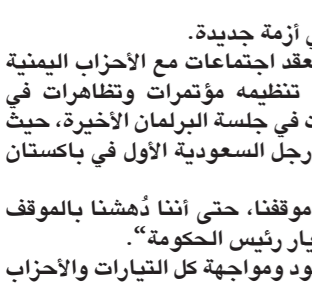 ي أزمة جديدة.
عقد اجتماعات مع الأحزاب اليمنية
تنظيمه مؤتمرات وتظاهرات في
ت في جلسة البرلمان الأخيرة، حيث
رجل السعودية الأول في باكستان
موقفنا، حتى أننا دُهشنا بالموقف
يار رئيس الحكومة“.
ود ومواجهة كل التيارات والأحزاب